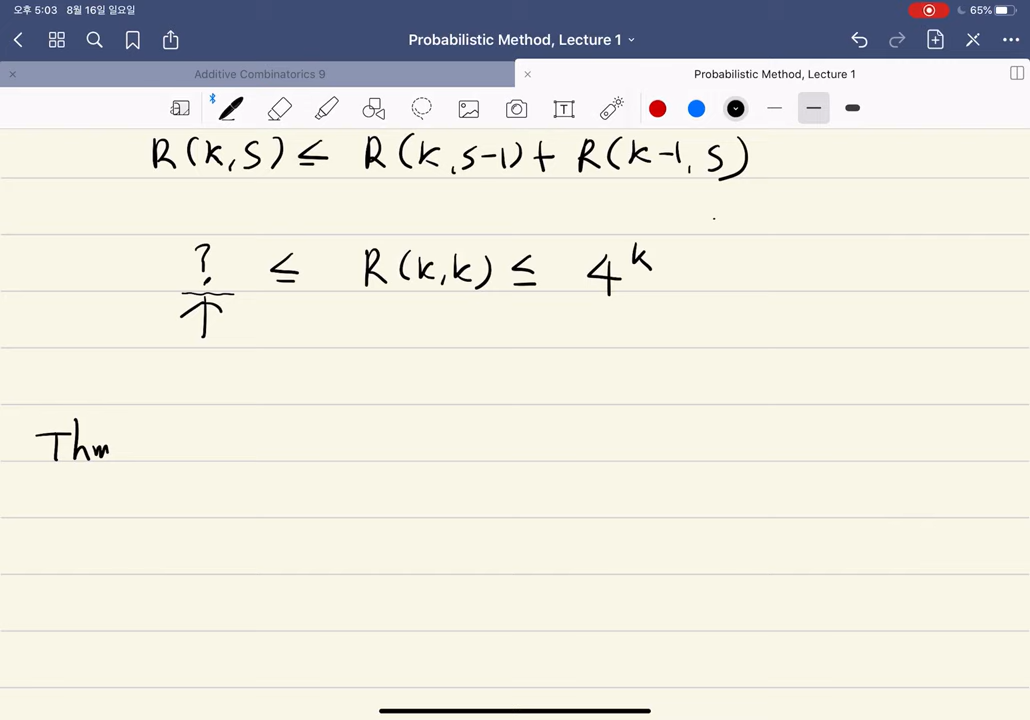 오후 5:03 8월 16일 일요일 65%
Probabilistic Method, Lecture 1
Additive Combinatorics 9 Probabilistic Method, Lecture 1
R(k,s) ≤ R(k,s-1) + R(k-1,s)
? ≤ R(k,k) ≤ 4^k
↑
Thm